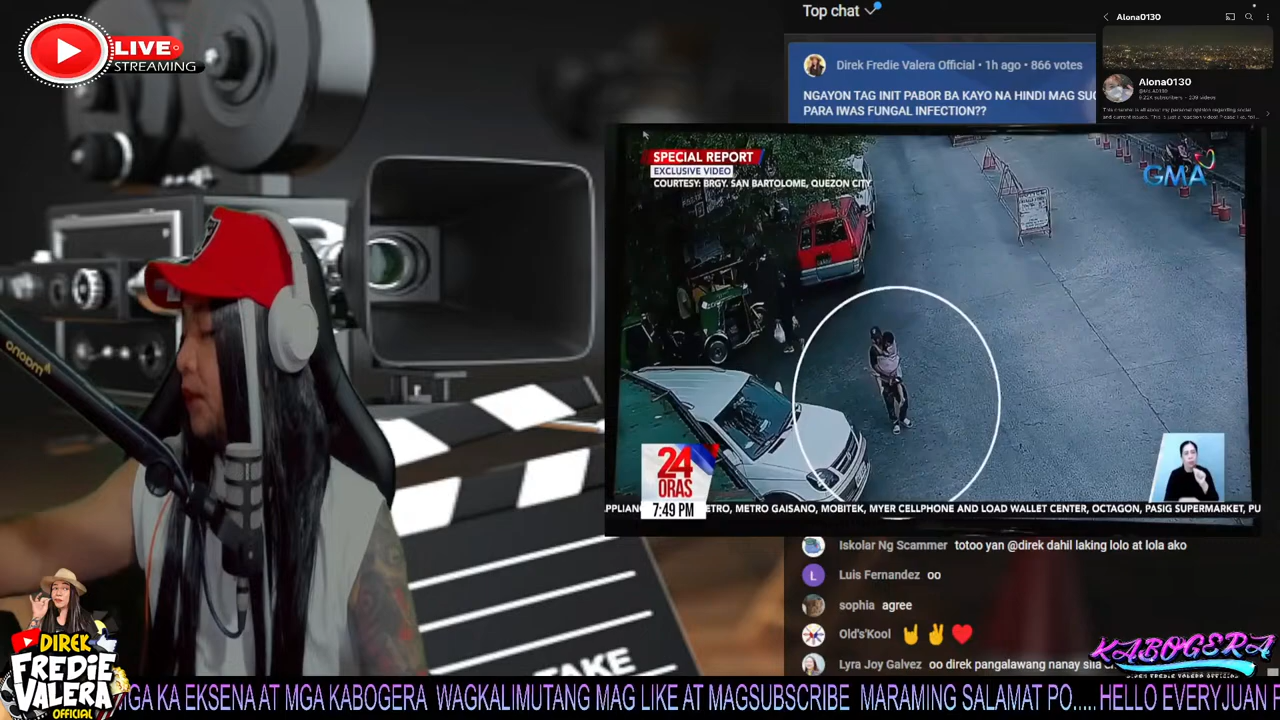 LIVE
STREAMING
Top chat
Direk Fredie Valera Official • 1h ago • 866 votes
NGAYON TAG INIT PABOR BA KAYO NA HINDI MAG SUO
PARA IWAS FUNGAL INFECTION??
Alona0130
Alona0130
SPECIAL REPORT
EXCLUSIVE VIDEO
COURTESY: BRGY. SAN BARTOLOME, QUEZON CITY
GMA
maono
24
ORAS
7:49 PM
PPLIANC
ETRO, METRO GAISANO, MOBITEK, MYER CELLPHONE AND LOAD WALLET CENTER, OCTAGON, PASIG SUPERMARKET, PU
Iskolar Ng Scammer totoo yan @direk dahil laking lolo at lola ako
L Luis Fernandez oo
sophia agree
Old's'Kool 🤘✌️❤️
Lyra Joy Galvez oo direk pangalawang nanay siia
TAKE
KABOGERA
DIREK
FREDIE
VALERA
OFFICIAL
GA KA EKSENA AT MGA KABOGERA WAGKALIMUTANG MAG LIKE AT MAGSUBSCRIBE MARAMING SALAMAT PO..... HELLO EVERYJUAN